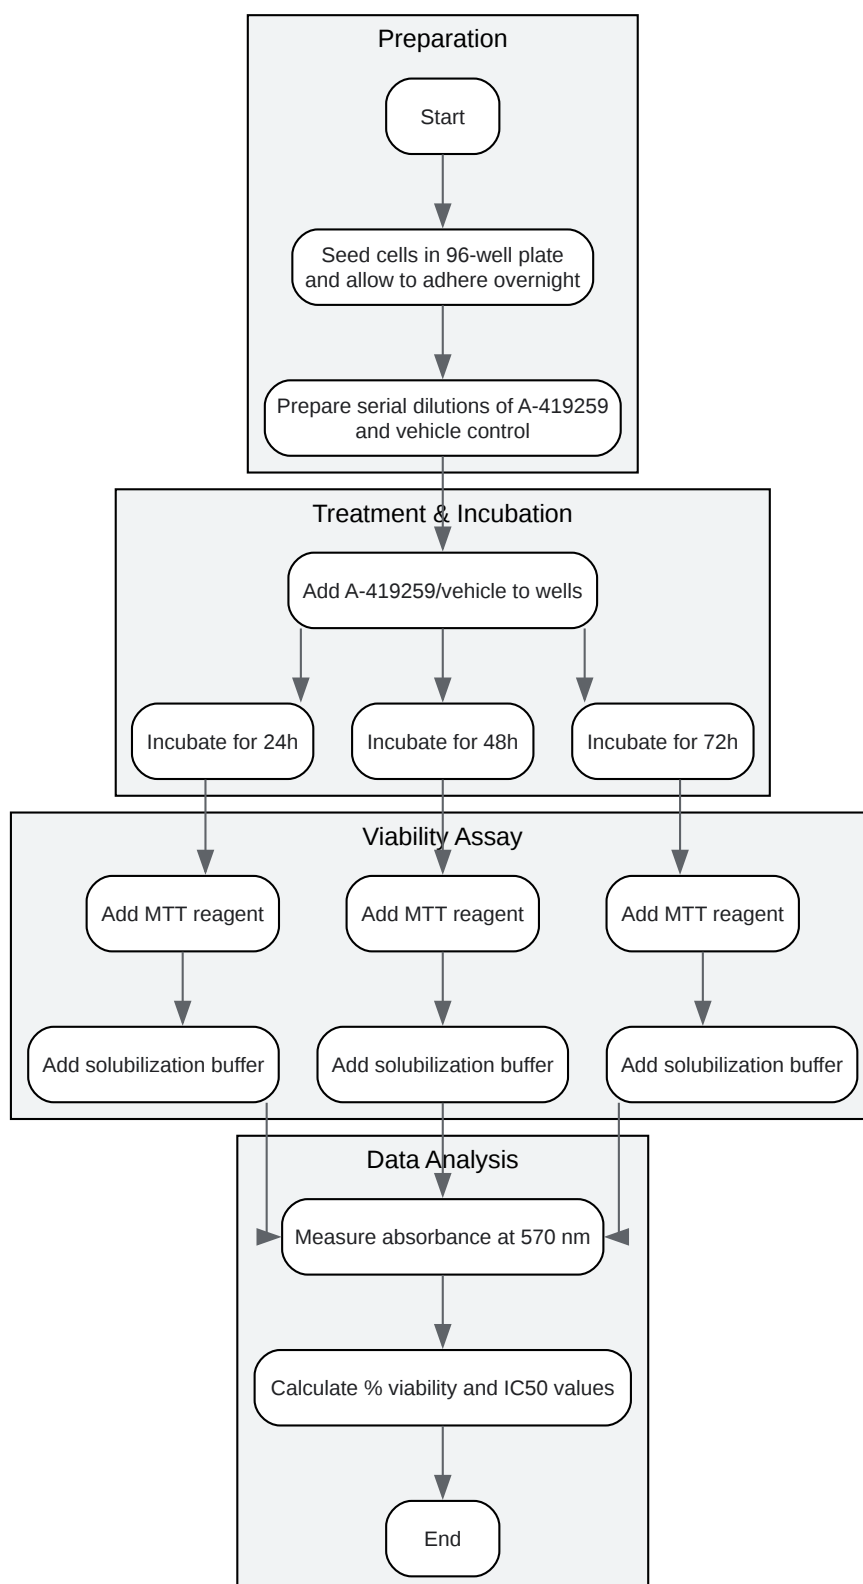 Preparation
Start
Seed cells in 96-well plate
and allow to adhere overnight
Prepare serial dilutions of A-419259
and vehicle control
Treatment & Incubation
Add A-419259/vehicle to wells
Incubate for 24h
Incubate for 48h
Incubate for 72h
Viability Assay
Add MTT reagent
Add MTT reagent
Add MTT reagent
Add solubilization buffer
Add solubilization buffer
Add solubilization buffer
Data Analysis
Measure absorbance at 570 nm
Calculate % viability and IC50 values
End